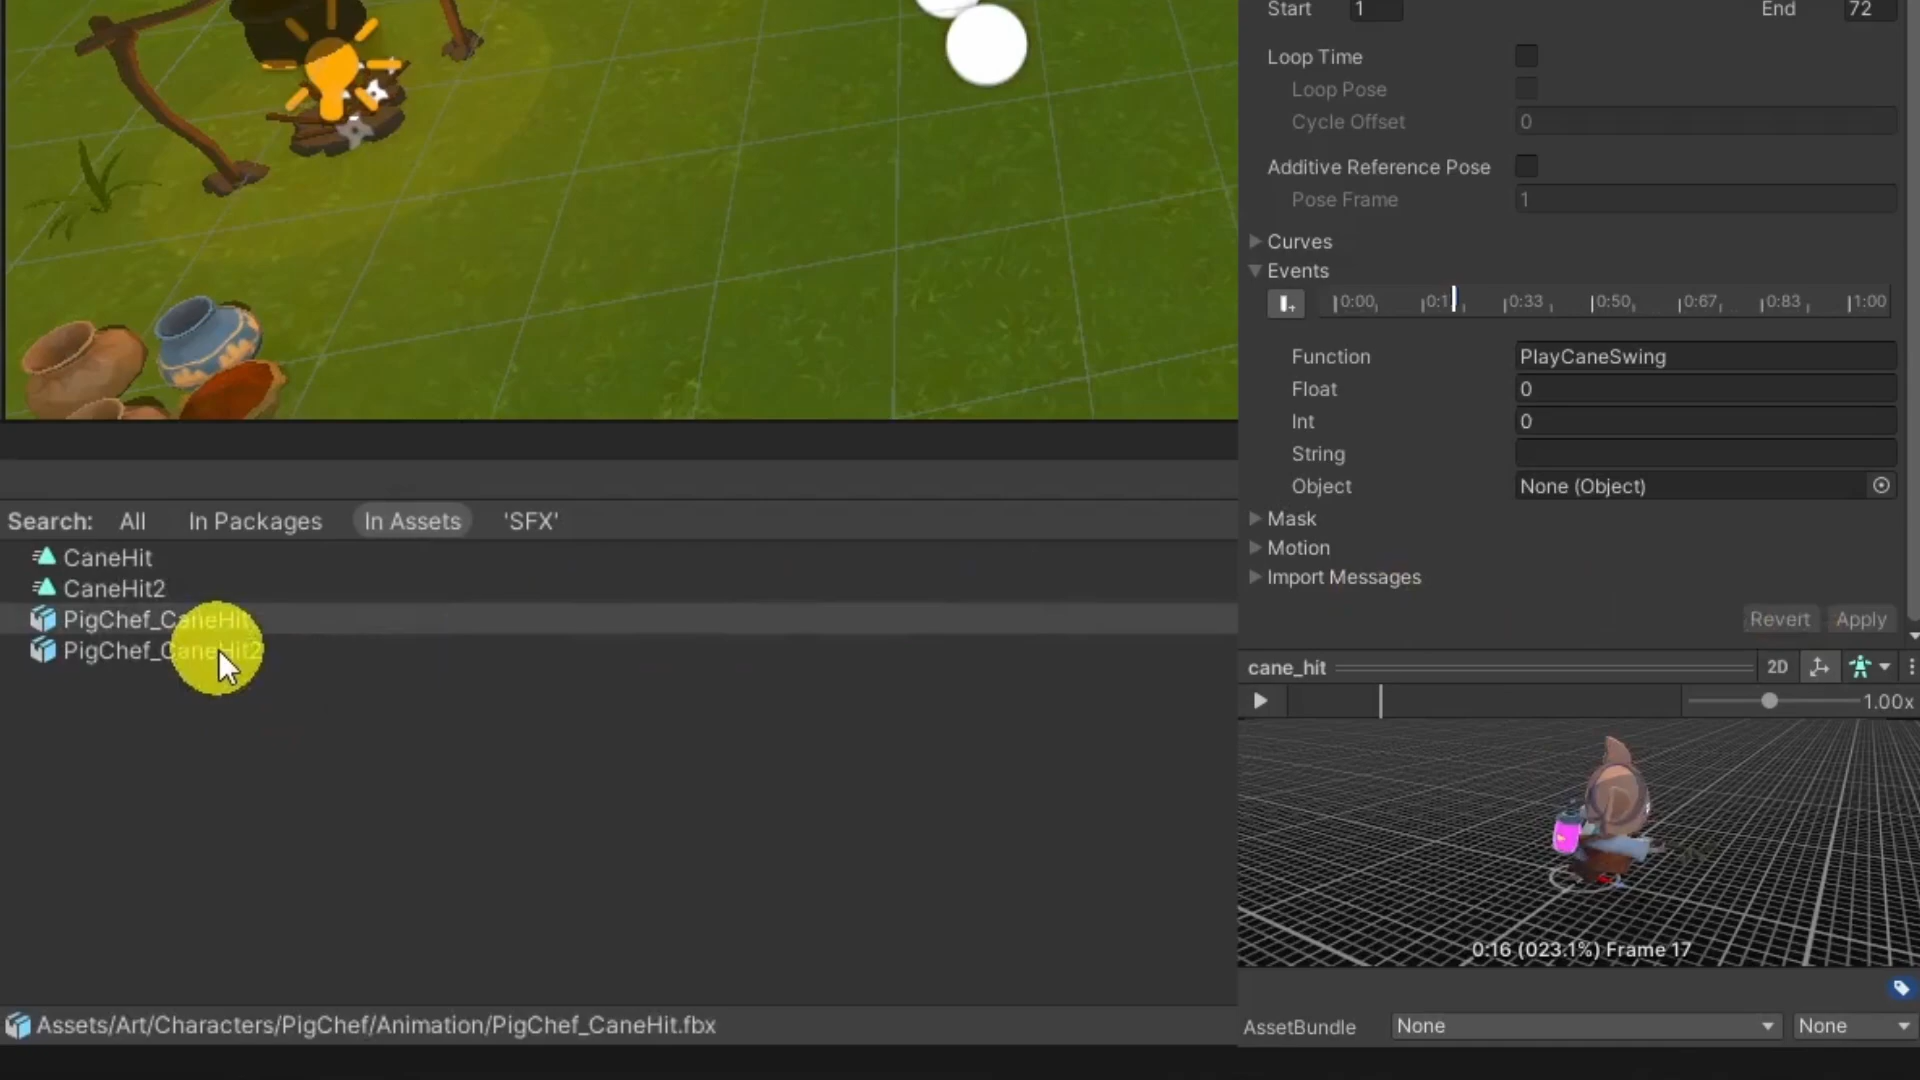 Start 1 End 72
Loop Time
Loop Pose
Cycle Offset 0
Additive Reference Pose
Pose Frame 1
Curves
Events
0:00 0:1 0:33 0:50 0:67 0:83 1:00
Function PlayCaneSwing
Float 0
Int 0
String
Object None (Object)
Mask
Motion
Import Messages
Revert Apply
Search: All In Packages In Assets 'SFX'
CaneHit
CaneHit2
PigChef_CaneHit
PigChef_CaneHit2
Assets/Art/Characters/PigChef/Animation/PigChef_CaneHit.fbx
cane_hit 2D
1.00x
0:16 (023.1%) Frame 17
AssetBundle None None